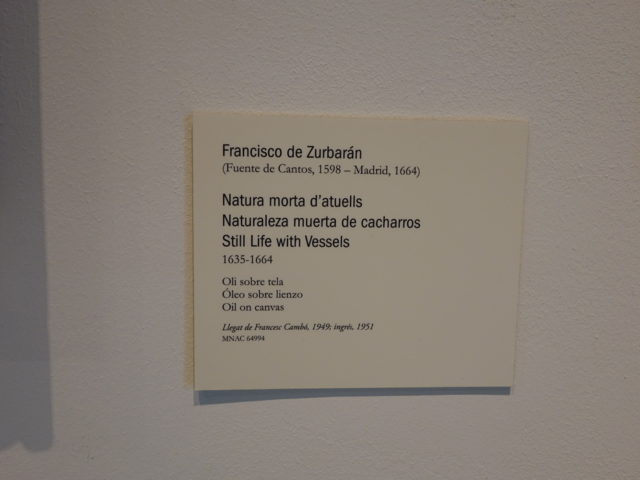 Francisco de Zurbarán
(Fuente de Cantos, 1598 – Madrid, 1664)
Natura morta d'atuells
Naturaleza muerta de cacharros
Still Life with Vessels
1635-1664
Oli sobre tela
Óleo sobre lienzo
Oil on canvas
Llegat de Francesc Cambó, 1949; ingrés, 1951
MNAC 64994